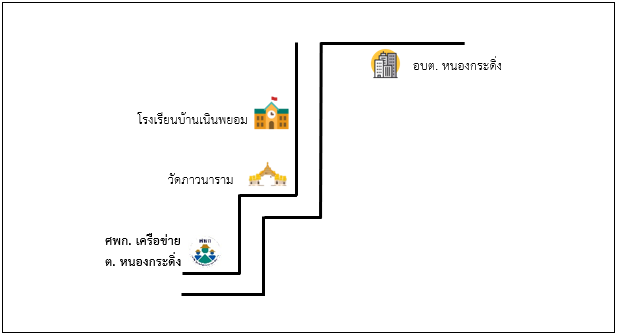 อบต. หนองกระดิ่ง
โรงเรียนบ้านเนินพยอม
วัดภาวนาราม
ศพก. เครือข่าย
ต. หนองกระดิ่ง
ศพก